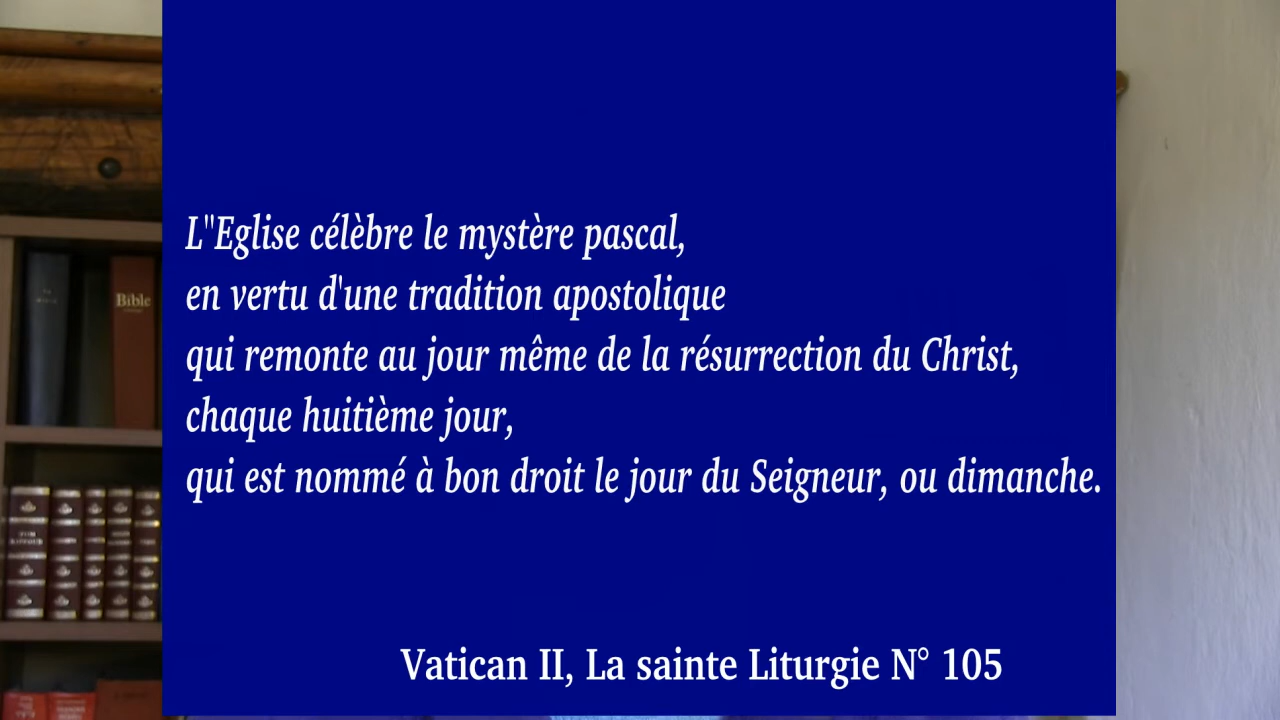 L"Eglise célèbre le mystère pascal,
en vertu d'une tradition apostolique
qui remonte au jour même de la résurrection du Christ,
chaque huitième jour,
qui est nommé à bon droit le jour du Seigneur, ou dimanche.
Vatican II, La sainte Liturgie N° 105
Bible